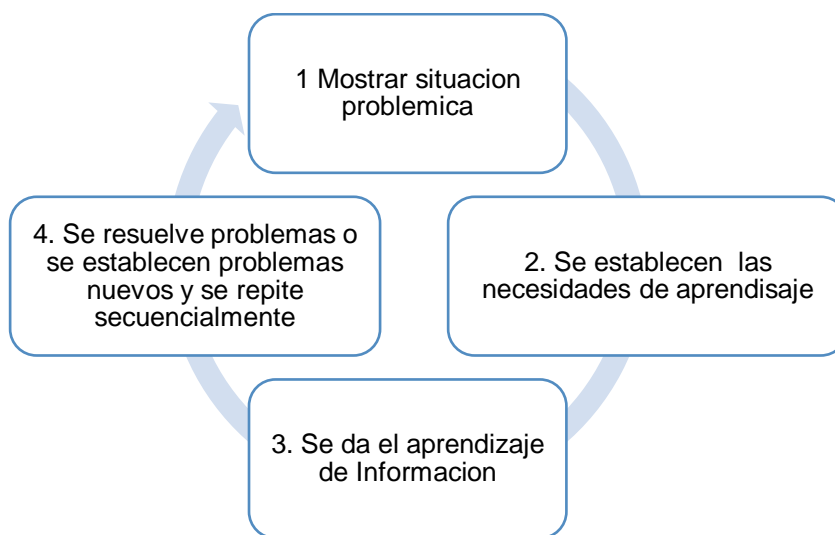 1 Mostrar situacion
problemica
2. Se establecen las
necesidades de aprendisaje
3. Se da el aprendizaje
de Informacion
4. Se resuelve problemas o
se establecen problemas
nuevos y se repite
secuencialmente